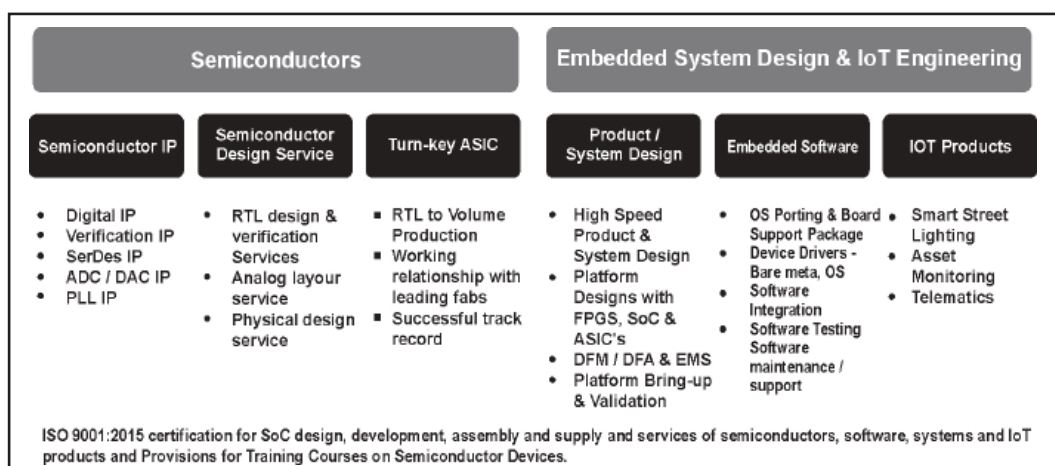 Semiconductors
Embedded System Design & IoT Engineering
Semiconductor IP
Semiconductor
Design Service
Turn-key ASIC
Product /
System Design
Embedded Software
IOT Products
• Digital IP
• Verification IP
• SerDes IP
• ADC / DAC IP
• PLL IP
• RTL design &
verification
Services
• Analog layour
service
• Physical design
service
▪ RTL to Volume
Production
▪ Working
relationship with
leading fabs
▪ Successful track
record
• High Speed
Product &
System Design
• Platform
Designs with
FPGS, SoC &
ASIC's
• DFM / DFA & EMS
• Platform Bring-up
& Validation
• OS Porting & Board
Support Package
• Device Drivers -
Bare meta, OS
• Software
Integration
• Software Testing
Software
maintenance /
support
• Smart Street
Lighting
• Asset
Monitoring
• Telematics
ISO 9001:2015 certification for SoC design, development, assembly and supply and services of semiconductors, software, systems and IoT
products and Provisions for Training Courses on Semiconductor Devices.